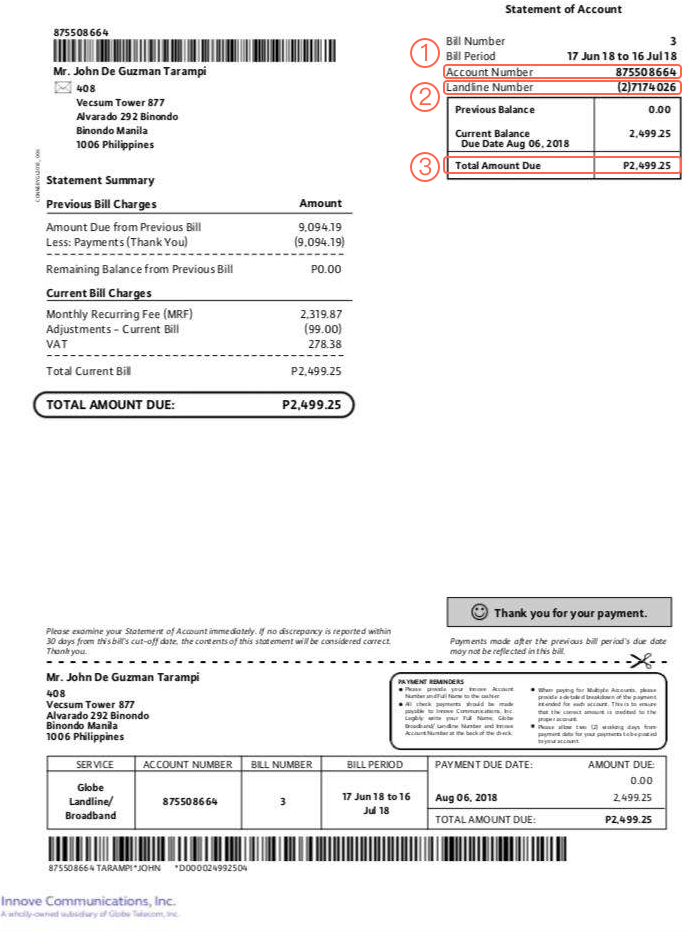 Statement of Account
875508664
Mr. John De Guzman Tarampi
408
Vecsum Tower 877
Alvarado 292 Binondo
Binondo Manila
1006 Philippines
1
Bill Number 3
Bill Period 17 Jun 18 to 16 Jul 18
Account Number 875508664
2
Landline Number (2)7174026
Previous Balance 0.00
Current Balance 2,499.25
Due Date Aug 06, 2018
3
Total Amount Due P2,499.25
Statement Summary
Previous Bill Charges Amount
Amount Due from Previous Bill 9,094.19
Less: Payments (Thank You) (9,094.19)
Remaining Balance from Previous Bill P0.00
Current Bill Charges
Monthly Recurring Fee (MRF) 2,319.87
Adjustments – Current Bill (99.00)
VAT 278.38
Total Current Bill P2,499.25
TOTAL AMOUNT DUE: P2,499.25
Please examine your Statement of Account immediately. If no discrepancy is reported within
30 days from this bill's cut-off date, the contents of this statement will be considered correct.
Thank you.
Thank you for your payment.
Payments made after the previous bill period's due date
may not be reflected in this bill.
Mr. John De Guzman Tarampi
408
Vecsum Tower 877
Alvarado 292 Binondo
Binondo Manila
1006 Philippines
PAYMENT REMINDERS
Please provide your Innove Account
Number and Full Name to the cashier.
All check payments should be made
payable to Innove Communications, Inc.
Legibly write your Full Name, Globe
Broadband/ Landline Number and Innove
Account Number at the back of the check.
When paying for Multiple Accounts, please
provide a detailed breakdown of the payment
intended for each account. This is to ensure
that the correct amount is credited to the
proper account.
Please allow two (2) working days from
payment date for your payments to be posted
to your account.
SERVICE ACCOUNT NUMBER BILL NUMBER BILL PERIOD PAYMENT DUE DATE: AMOUNT DUE:
0.00
Globe
Landline/
Broadband
875508664
3
17 Jun 18 to 16
Jul 18
Aug 06, 2018 2,499.25
TOTAL AMOUNT DUE: P2,499.25
875508664 TARAMPI*JOHN *D000024992504
Innove Communications, Inc.
A wholly-owned subsidiary of Globe Telecom, Inc.